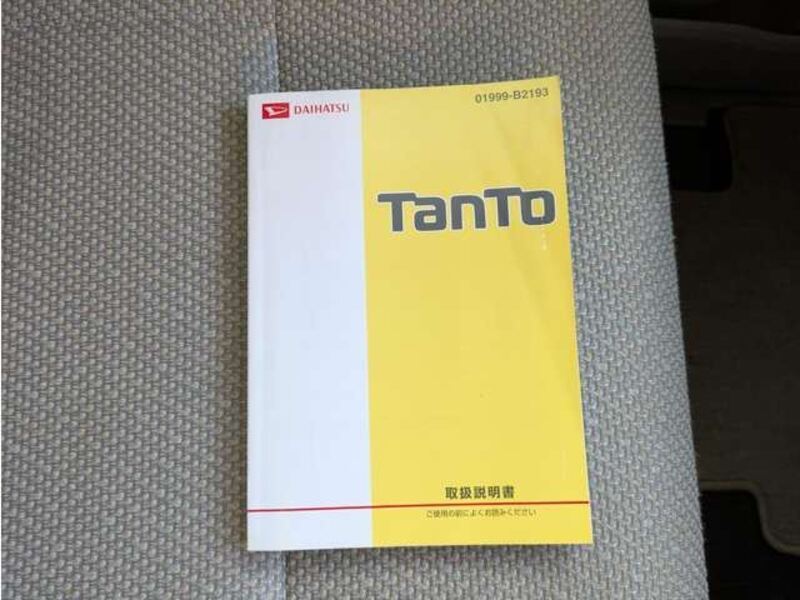 DAIHATSU
01999-B2193
TanTo
取扱説明書
ご使用の前によくお読みください